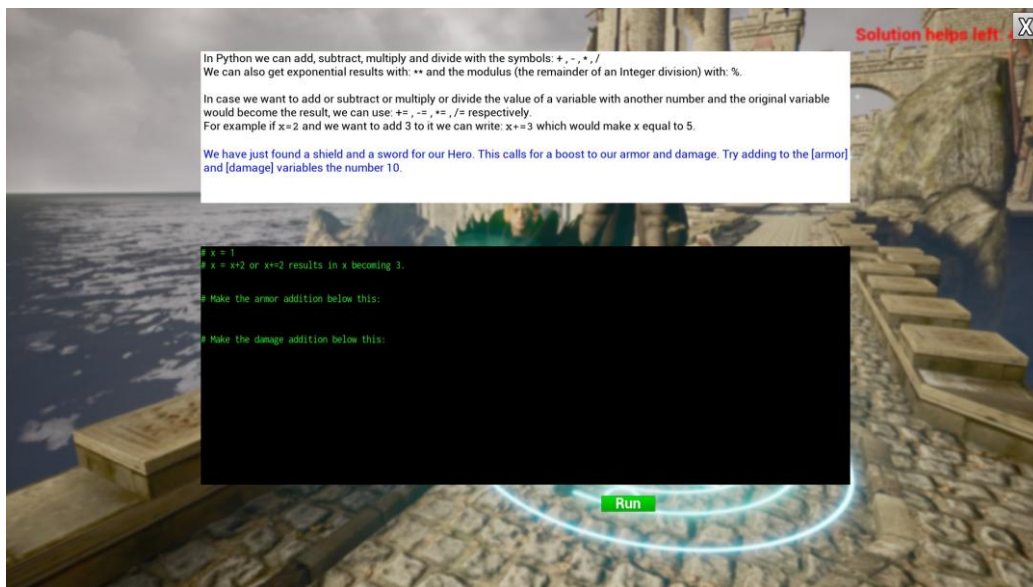 Solution helps left:
X
In Python we can add, subtract, multiply and divide with the symbols: + , - , * , /
We can also get exponential results with: ** and the modulus (the remainder of an Integer division) with: %.
In case we want to add or subtract or multiply or divide the value of a variable with another number and the original variable
would become the result, we can use: += , -= , *= , /= respectively.
For example if x=2 and we want to add 3 to it we can write: x+=3 which would make x equal to 5.
We have just found a shield and a sword for our Hero. This calls for a boost to our armor and damage. Try adding to the [armor]
and [damage] variables the number 10.
# x = 1
# x = x+2 or x+=2 results in x becoming 3.
# Make the armor addition below this:
# Make the damage addition below this:
Run